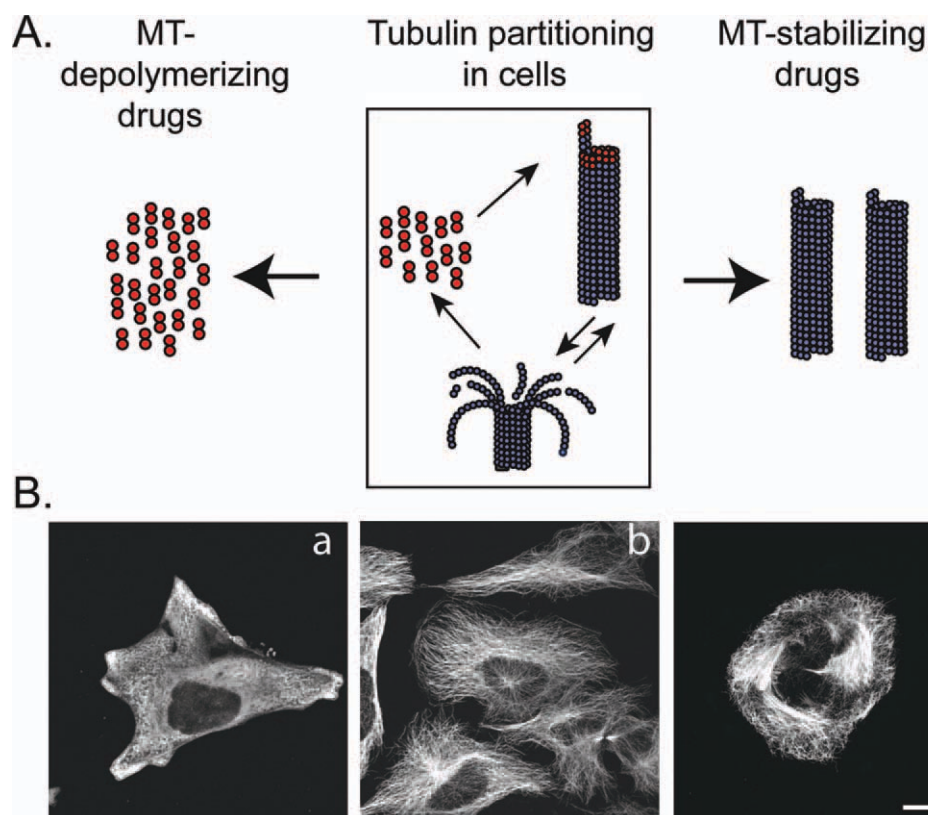 A.
MT-
depolymerizing
drugs
Tubulin partitioning
in cells
MT-stabilizing
drugs
B.
a
b